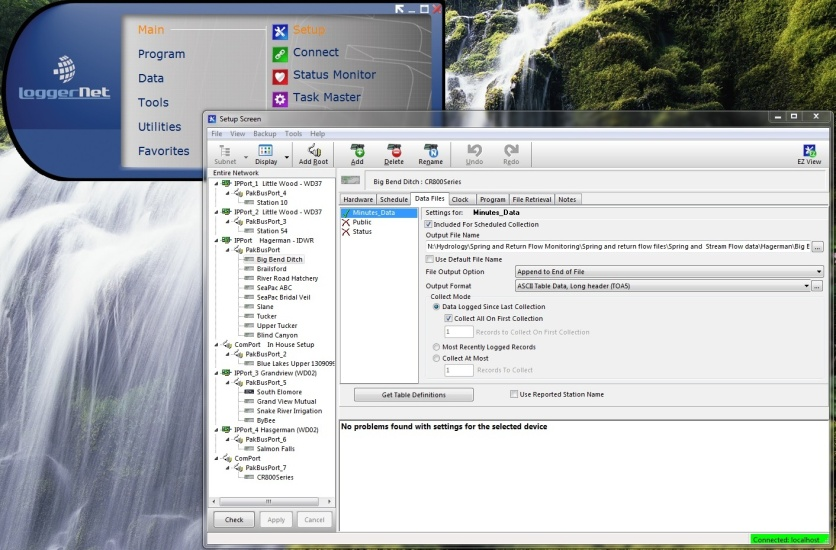 Main
Setup
Program
Connect
Data
Status Monitor
Tools
Task Master
Utilities
Favorites
LoggerNet
Setup Screen
File View Backup Tools Help
Subnet Display Add Root Add Delete Rename Undo Redo EZ View
Entire Network
IPPort_1 Little Wood - WD37
PakBusPort_4
Station 10
IPPort_2 Little Wood - WD37
PakBusPort_3
Station 54
IPPort Hagerman - IDWR
PakBusPort
Big Bend Ditch
Brailsford
River Road Hatchery
SeaPac ABC
SeaPac Bridal Veil
Slane
Tucker
Upper Tucker
Blind Canyon
ComPort In House Setup
PakBusPort_2
Blue Lakes Upper 1309095
IPPort_3 Grandview (WD02)
PakBusPort_5
South Elomore
Grand View Mutual
Snake River Irrigation
ByBee
IPPort_4 Hasgerman (WD02)
PakBusPort_6
Salmon Falls
ComPort
PakBusPort_7
CR800Series
Check Apply Cancel
Big Bend Ditch : CR800Series
Hardware Schedule Data Files Clock Program File Retrieval Notes
Minutes_Data
Public
Status
Settings for: Minutes_Data
Included For Scheduled Collection
Output File Name
N:\Hydrology\Spring and Return Flow Monitoring\Spring and return flow files\Spring and Stream Flow data\Hagerman\Big E ...
Use Default File Name
File Output Option Append to End of File
Output Format ASCII Table Data, Long header (TOA5) ...
Collect Mode
Data Logged Since Last Collection
Collect All On First Collection
1 Records to Collect On First Collection
Most Recently Logged Records
Collect At Most
1 Records To Collect
Get Table Definitions Use Reported Station Name
No problems found with settings for the selected device
Connected: localhost